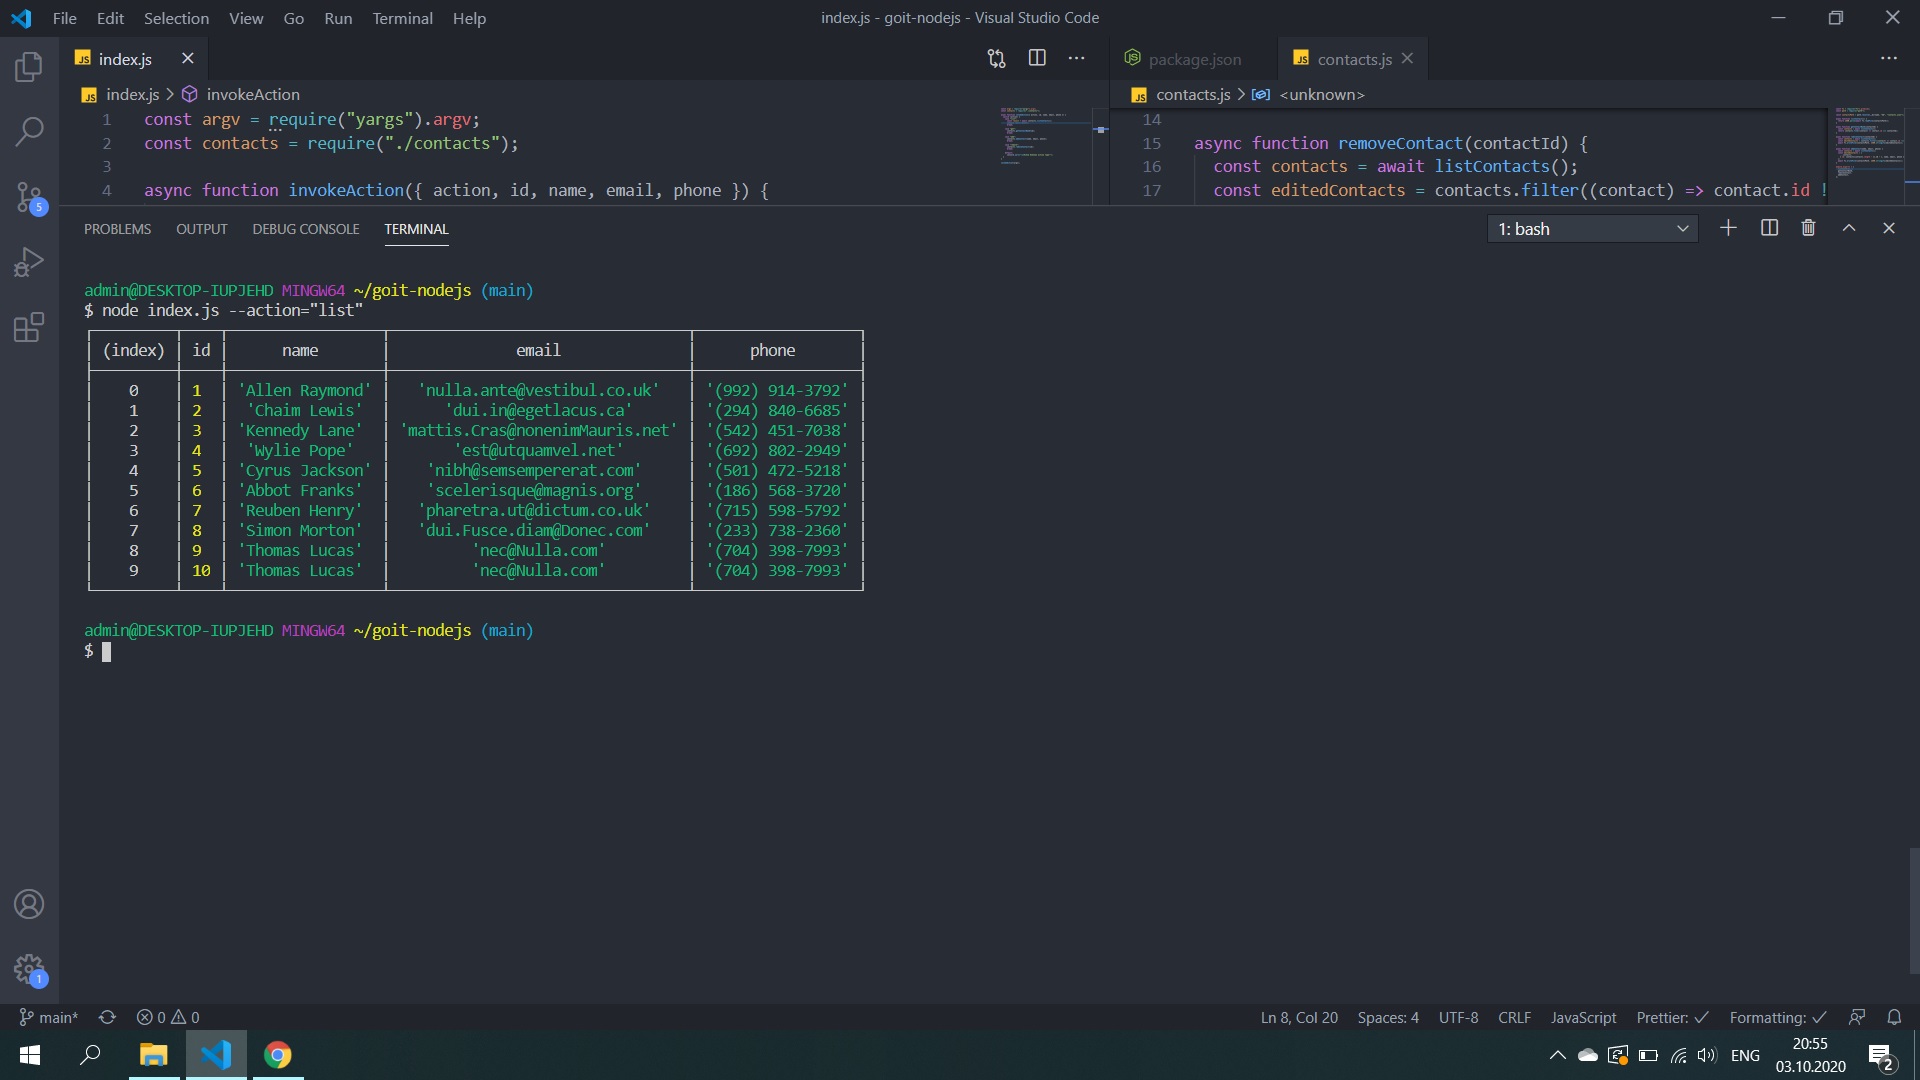 File Edit Selection View Go Run Terminal Help
index.js - goit-nodejs - Visual Studio Code
JS index.js
package.json
JS contacts.js
JS index.js > invokeAction
JS contacts.js > <unknown>
1 const argv = require("yargs").argv;
2 const contacts = require("./contacts");
3
4 async function invokeAction({ action, id, name, email, phone }) {
14
15 async function removeContact(contactId) {
16 const contacts = await listContacts();
17 const editedContacts = contacts.filter((contact) => contact.id !
PROBLEMS OUTPUT DEBUG CONSOLE TERMINAL
1: bash
admin@DESKTOP-IUPJEHD MINGW64 ~/goit-nodejs (main)
$ node index.js --action="list"
(index) id name email phone
0 1 'Allen Raymond' 'nulla.ante@vestibul.co.uk' '(992) 914-3792'
1 2 'Chaim Lewis' 'dui.in@egetlacus.ca' '(294) 840-6685'
2 3 'Kennedy Lane' 'mattis.Cras@nonenimMauris.net' '(542) 451-7038'
3 4 'Wylie Pope' 'est@utquamvel.net' '(692) 802-2949'
4 5 'Cyrus Jackson' 'nibh@semsempererat.com' '(501) 472-5218'
5 6 'Abbot Franks' 'scelerisque@magnis.org' '(186) 568-3720'
6 7 'Reuben Henry' 'pharetra.ut@dictum.co.uk' '(715) 598-5792'
7 8 'Simon Morton' 'dui.Fusce.diam@Donec.com' '(233) 738-2360'
8 9 'Thomas Lucas' 'nec@Nulla.com' '(704) 398-7993'
9 10 'Thomas Lucas' 'nec@Nulla.com' '(704) 398-7993'
admin@DESKTOP-IUPJEHD MINGW64 ~/goit-nodejs (main)
$
5
1
main* 0 0
Ln 8, Col 20 Spaces: 4 UTF-8 CRLF JavaScript Prettier: ✓ Formatting: ✓
ENG
20:55
03.10.2020
2